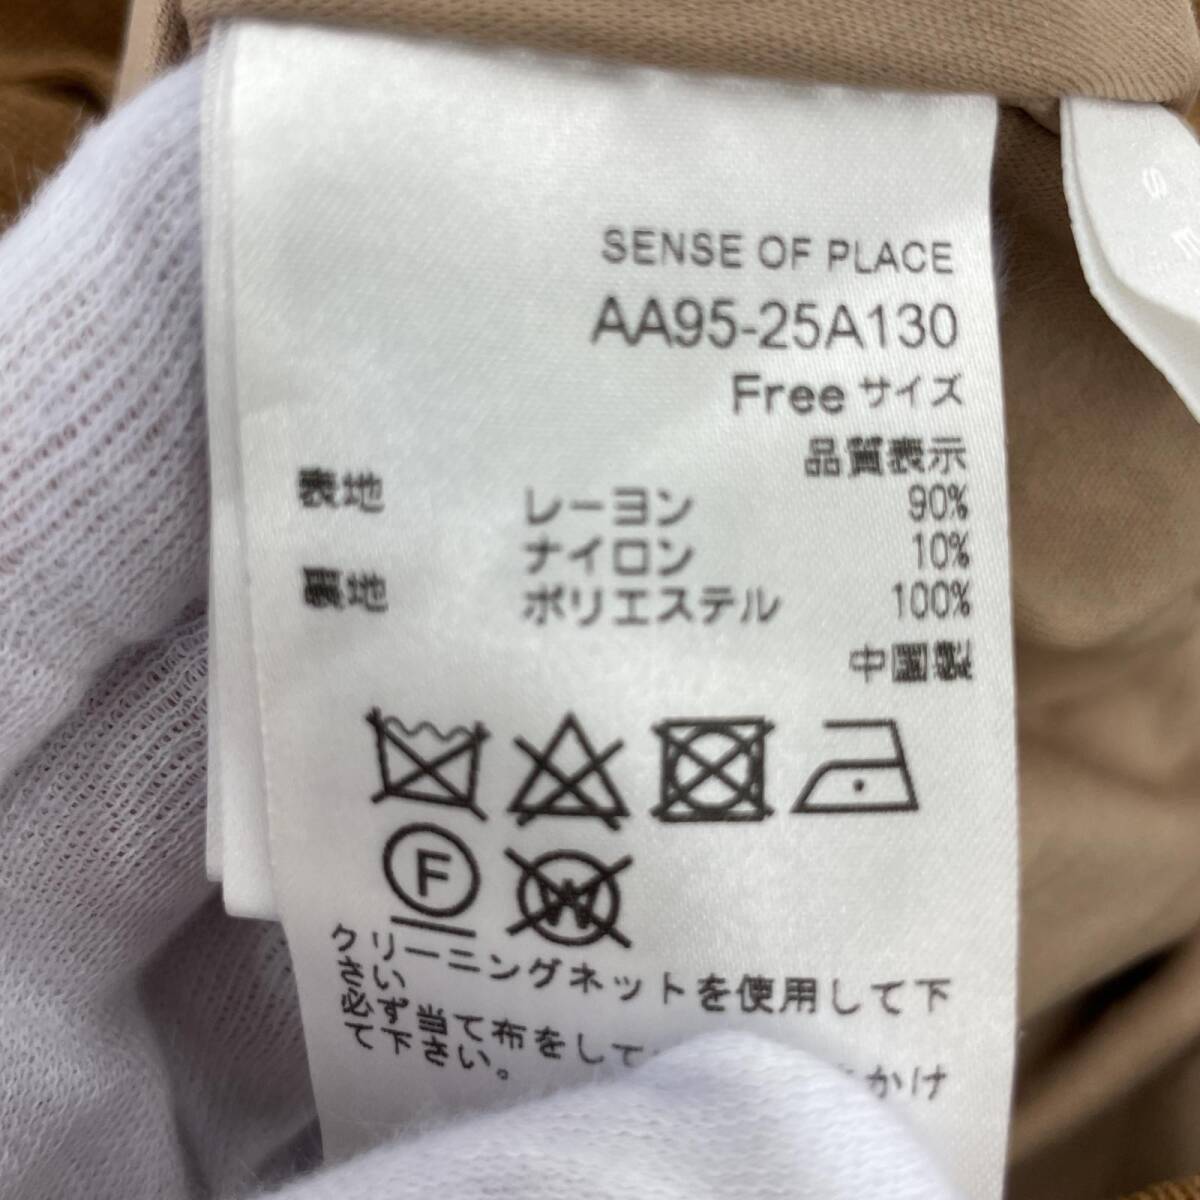 SENSE OF PLACE
AA95-25A130
Free サイズ
品質表示
表地 レーヨン 90%
ナイロン 10%
裏地 ポリエステル 100%
中国製
F
W
クリーニングネットを使用して下
さい
必ず当て布をして かけ
て下さい。
S